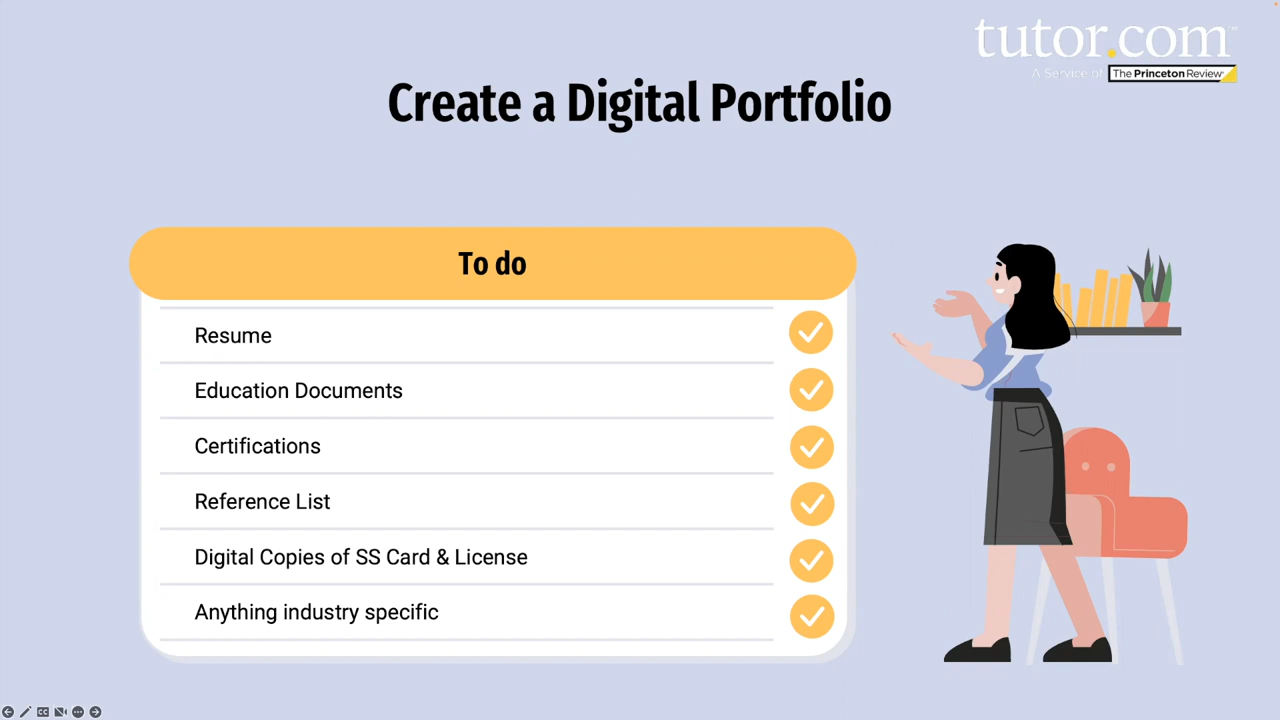 tutor.com
A Service of The Princeton Review
Create a Digital Portfolio
To do
Resume
Education Documents
Certifications
Reference List
Digital Copies of SS Card & License
Anything industry specific
CC